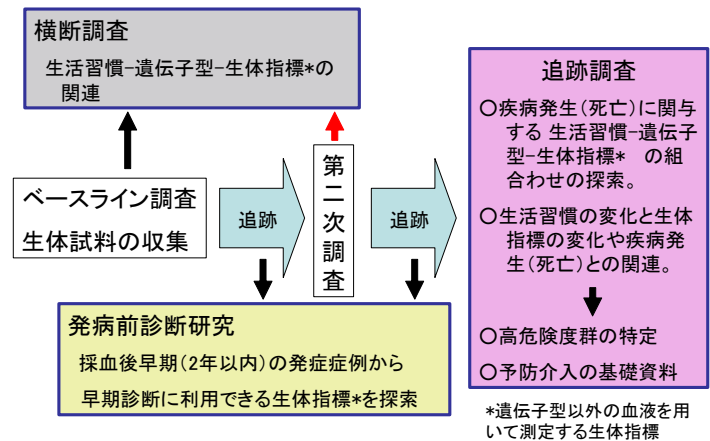 横断調査
生活習慣-遺伝子型-生体指標*の
関連
ベースライン調査
生体試料の収集
追跡
第二次調査
追跡
発病前診断研究
採血後早期(2年以内)の発症症例から
早期診断に利用できる生体指標*を探索
追跡調査
○疾病発生(死亡)に関与
する 生活習慣-遺伝子
型-生体指標* の組
合わせの探索。
○生活習慣の変化と生体
指標の変化や疾病発
生(死亡)との関連。
○高危険度群の特定
○予防介入の基礎資料
*遺伝子型以外の血液を用
いて測定する生体指標